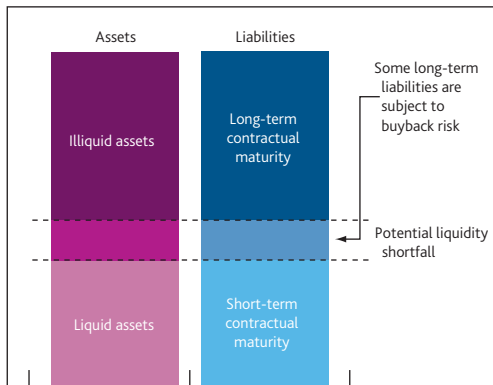 Assets
Liabilities
Some long-term
liabilities are
subject to
buyback risk
Illiquid assets
Long-term
contractual
maturity
Potential liquidity
shortfall
Liquid assets
Short-term
contractual
maturity